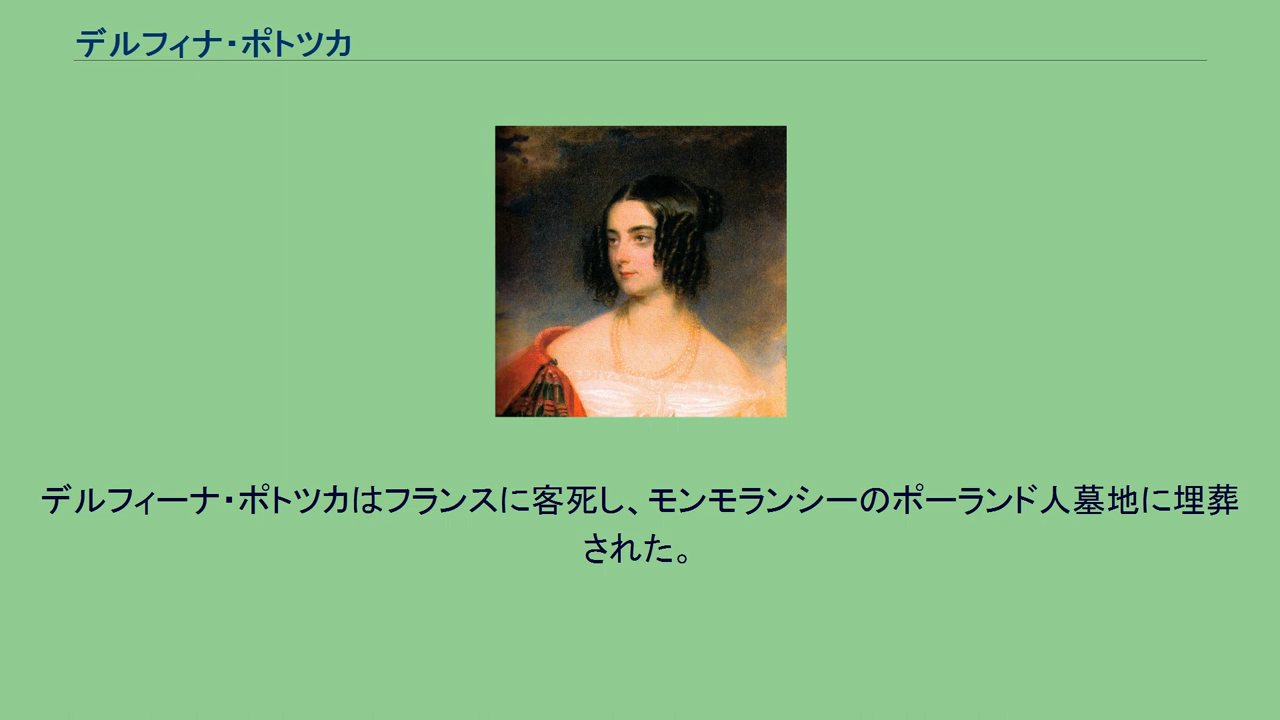 デルフィナ・ポトツカ
デルフィーナ・ポトツカはフランスに客死し、モンモランシーのポーランド人墓地に埋葬
された。